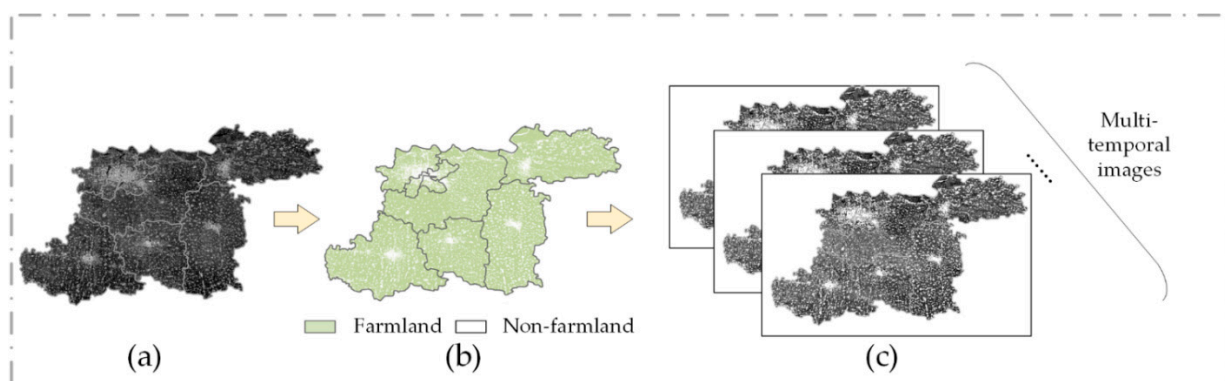 Multi-
temporal
images
Farmland Non-farmland
(a) (b) (c)